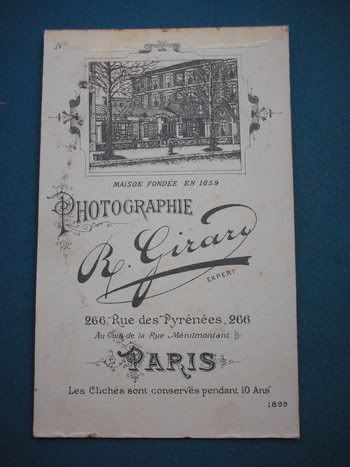 N°
MAISON FONDÉE EN 1859
PHOTOGRAPHIE
R. Girard
EXPERT
266, Rue des Pyrénées, 266
Au Coin de la Rue Ménilmontant
PARIS
Les Clichés sont conservés pendant 10 Ans
1899